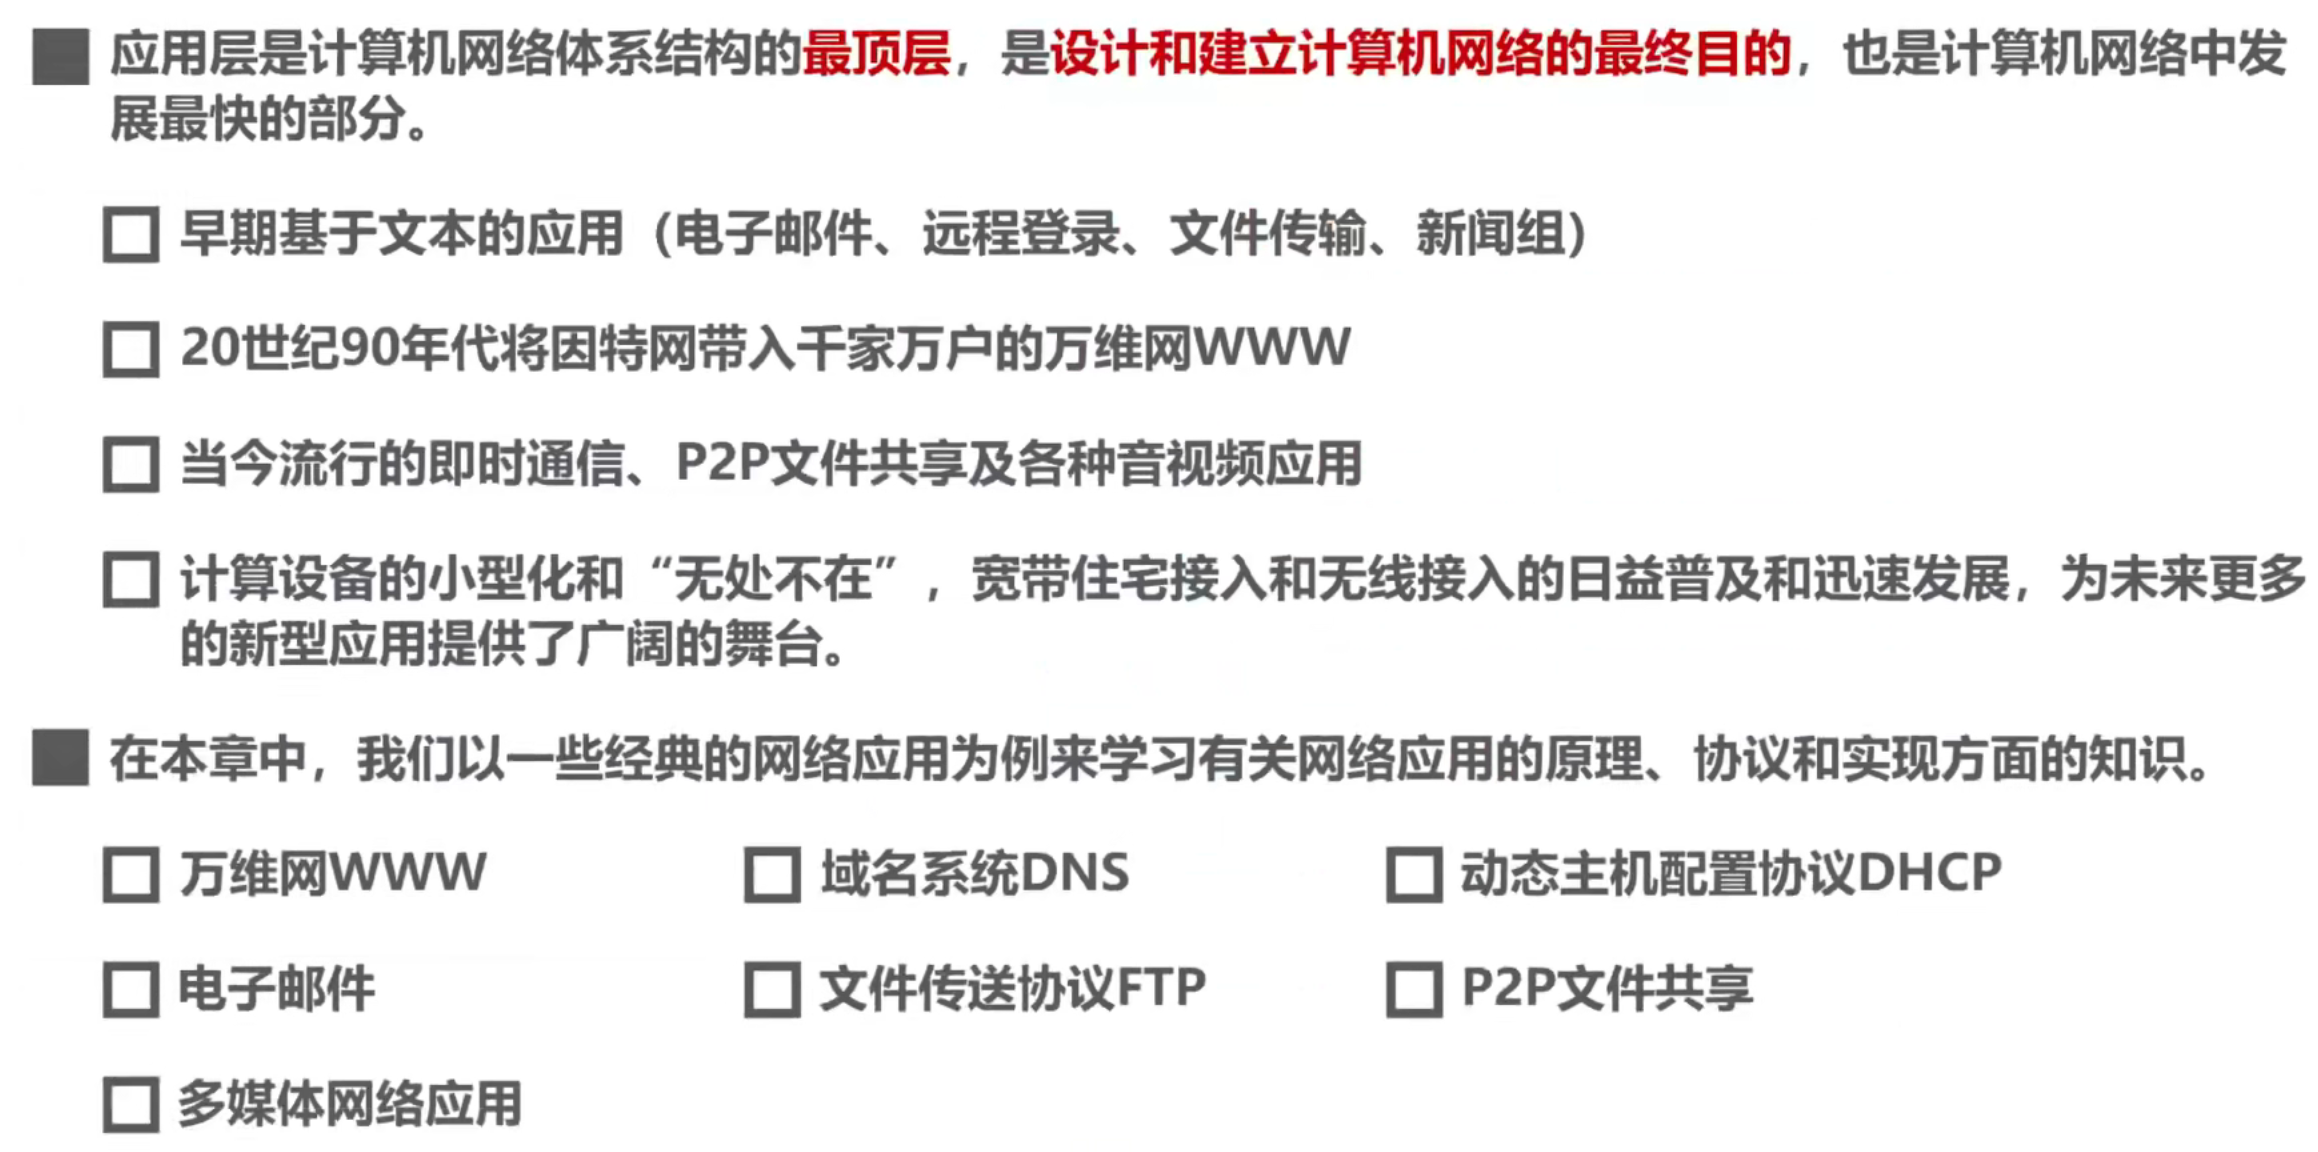 应用层是计算机网络体系结构的最顶层，是设计和建立计算机网络的最终目的，也是计算机网络中发
展最快的部分。
早期基于文本的应用（电子邮件、远程登录、文件传输、新闻组）
20世纪90年代将因特网带入千家万户的万维网WWW
当今流行的即时通信、P2P文件共享及各种音视频应用
计算设备的小型化和“无处不在”，宽带住宅接入和无线接入的日益普及和迅速发展，为未来更多
的新型应用提供了广阔的舞台。
在本章中，我们以一些经典的网络应用为例来学习有关网络应用的原理、协议和实现方面的知识。
万维网WWW 域名系统DNS 动态主机配置协议DHCP
电子邮件 文件传送协议FTP P2P文件共享
多媒体网络应用